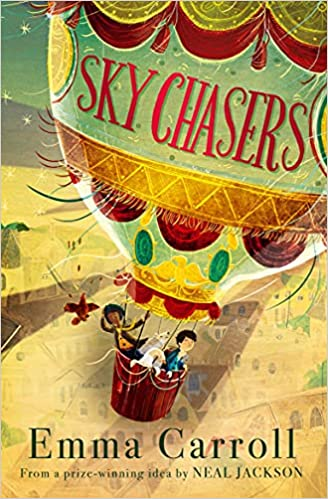 SKY CHASERS
Emma Carroll
From a prize-winning idea by NEAL JACKSON